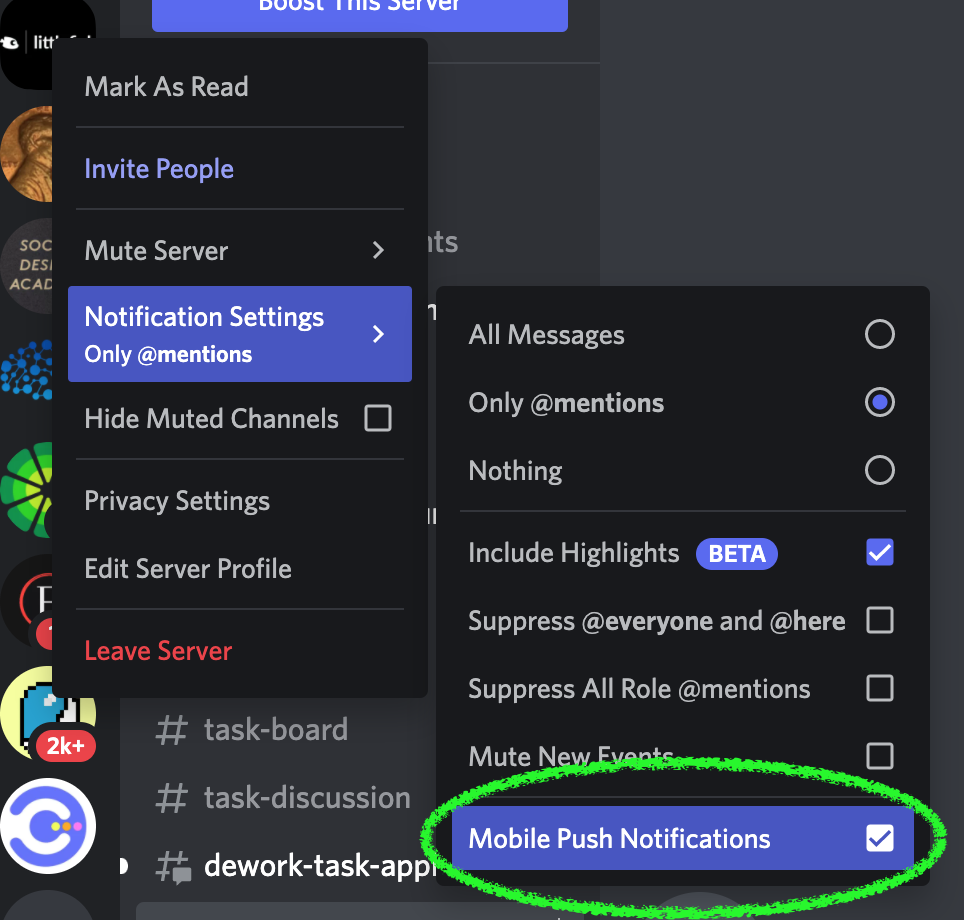 Boost This Server
Mark As Read
Invite People
Mute Server
Notification Settings
Only @mentions
Hide Muted Channels
Privacy Settings
Edit Server Profile
Leave Server
All Messages
Only @mentions
Nothing
Include Highlights BETA
Suppress @everyone and @here
Suppress All Role @mentions
Mute New Events
Mobile Push Notifications
2k+
# task-board
# task-discussion
dework-task-app